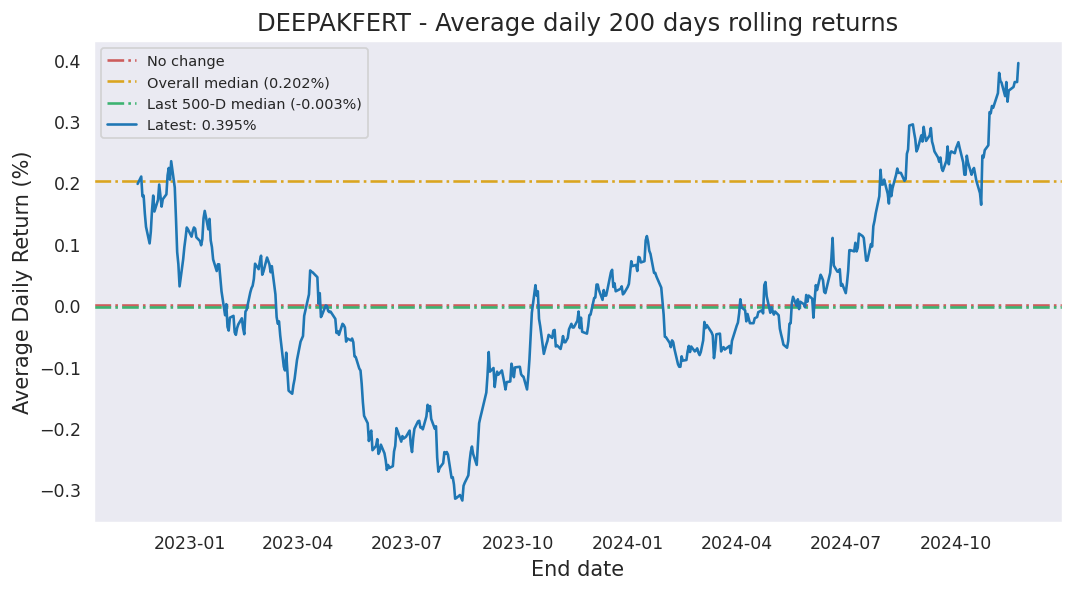 DEEPAKFERT - Average daily 200 days rolling returns
No change
Overall median (0.202%)
Last 500-D median (-0.003%)
Latest: 0.395%
Average Daily Return (%)
0.4
0.3
0.2
0.1
0.0
−0.1
−0.2
−0.3
2023-01 2023-04 2023-07 2023-10 2024-01 2024-04 2024-07 2024-10
End date